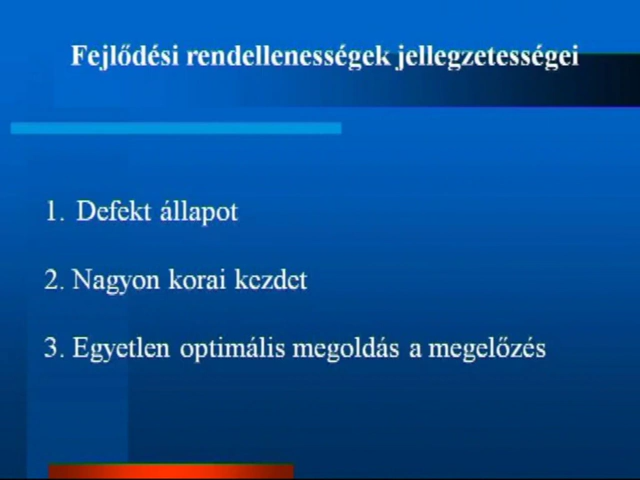 Fejlődési rendellenességek jellegzetességei
1. Defekt állapot
2. Nagyon korai kezdet
3. Egyetlen optimális megoldás a megelőzés